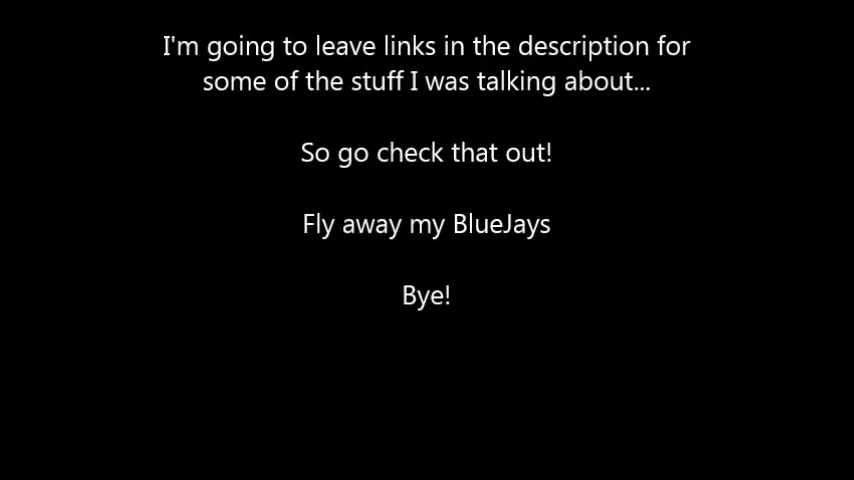 I'm going to leave links in the description for
some of the stuff I was talking about...
So go check that out!
Fly away my BlueJays
Bye!